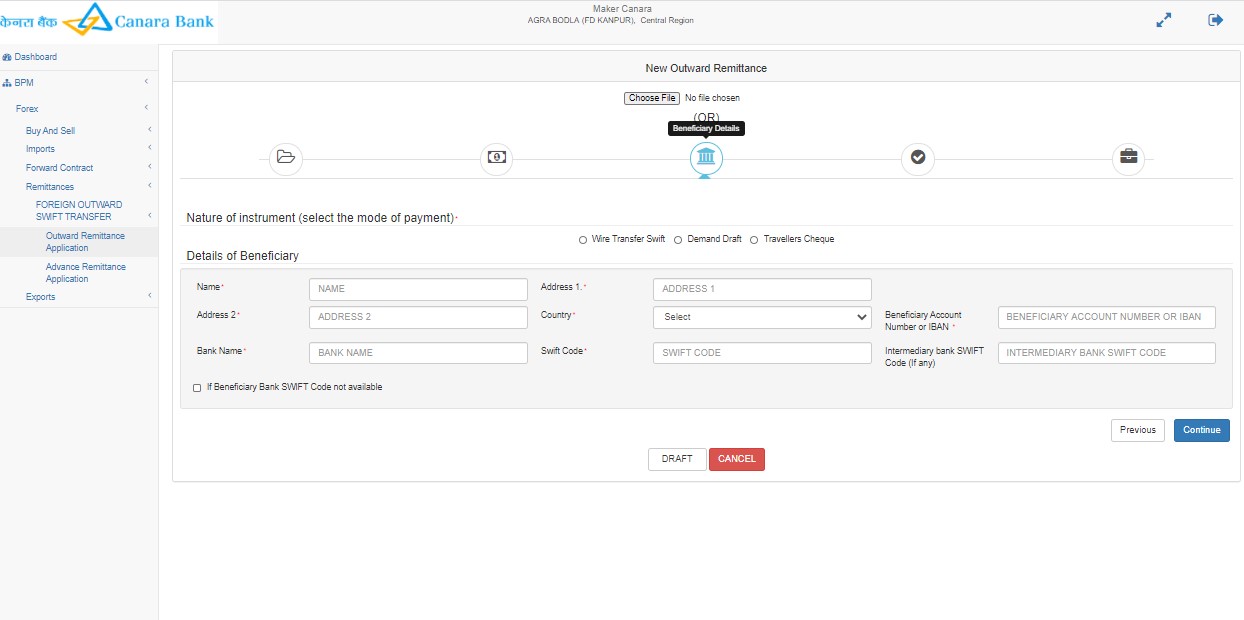 Maker Canara
केनरा बैंक Canara Bank
AGRA BODLA (FD KANPUR), Central Region
Dashboard
BPM
Forex
Buy And Sell
Imports
Forward Contract
Remittances
FOREIGN OUTWARD
SWIFT TRANSFER
Outward Remittance
Application
Advance Remittance
Application
Exports
New Outward Remittance
Choose File No file chosen
(OR)
Beneficiary Details
Nature of instrument (select the mode of payment)*
Wire Transfer Swift Demand Draft Travellers Cheque
Details of Beneficiary
Name* NAME Address 1.* ADDRESS 1
Address 2* ADDRESS 2 Country* Select Beneficiary Account
Number or IBAN * BENEFICIARY ACCOUNT NUMBER OR IBAN
Bank Name* BANK NAME Swift Code* SWIFT CODE Intermediary bank SWIFT
Code (If any) INTERMEDIARY BANK SWIFT CODE
If Beneficiary Bank SWIFT Code not available
Previous Continue
DRAFT CANCEL